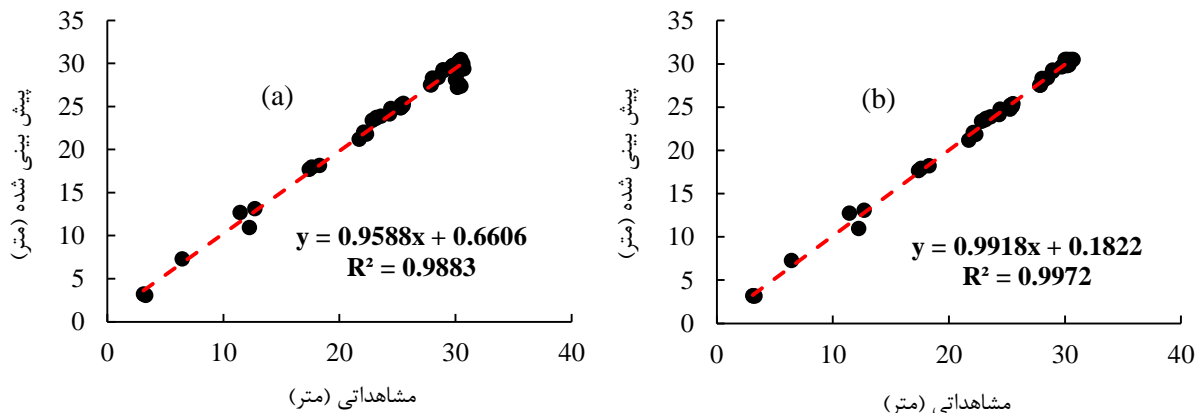 35
30
25
20
15
10
5
0
پیش بینی شده (متر)
(a)
y = 0.9588x + 0.6606
R² = 0.9883
0 10 20 30 40
مشاهداتی (متر)
35
30
25
20
15
10
5
0
پیش بینی شده (متر)
(b)
y = 0.9918x + 0.1822
R² = 0.9972
0 10 20 30 40
مشاهداتی (متر)